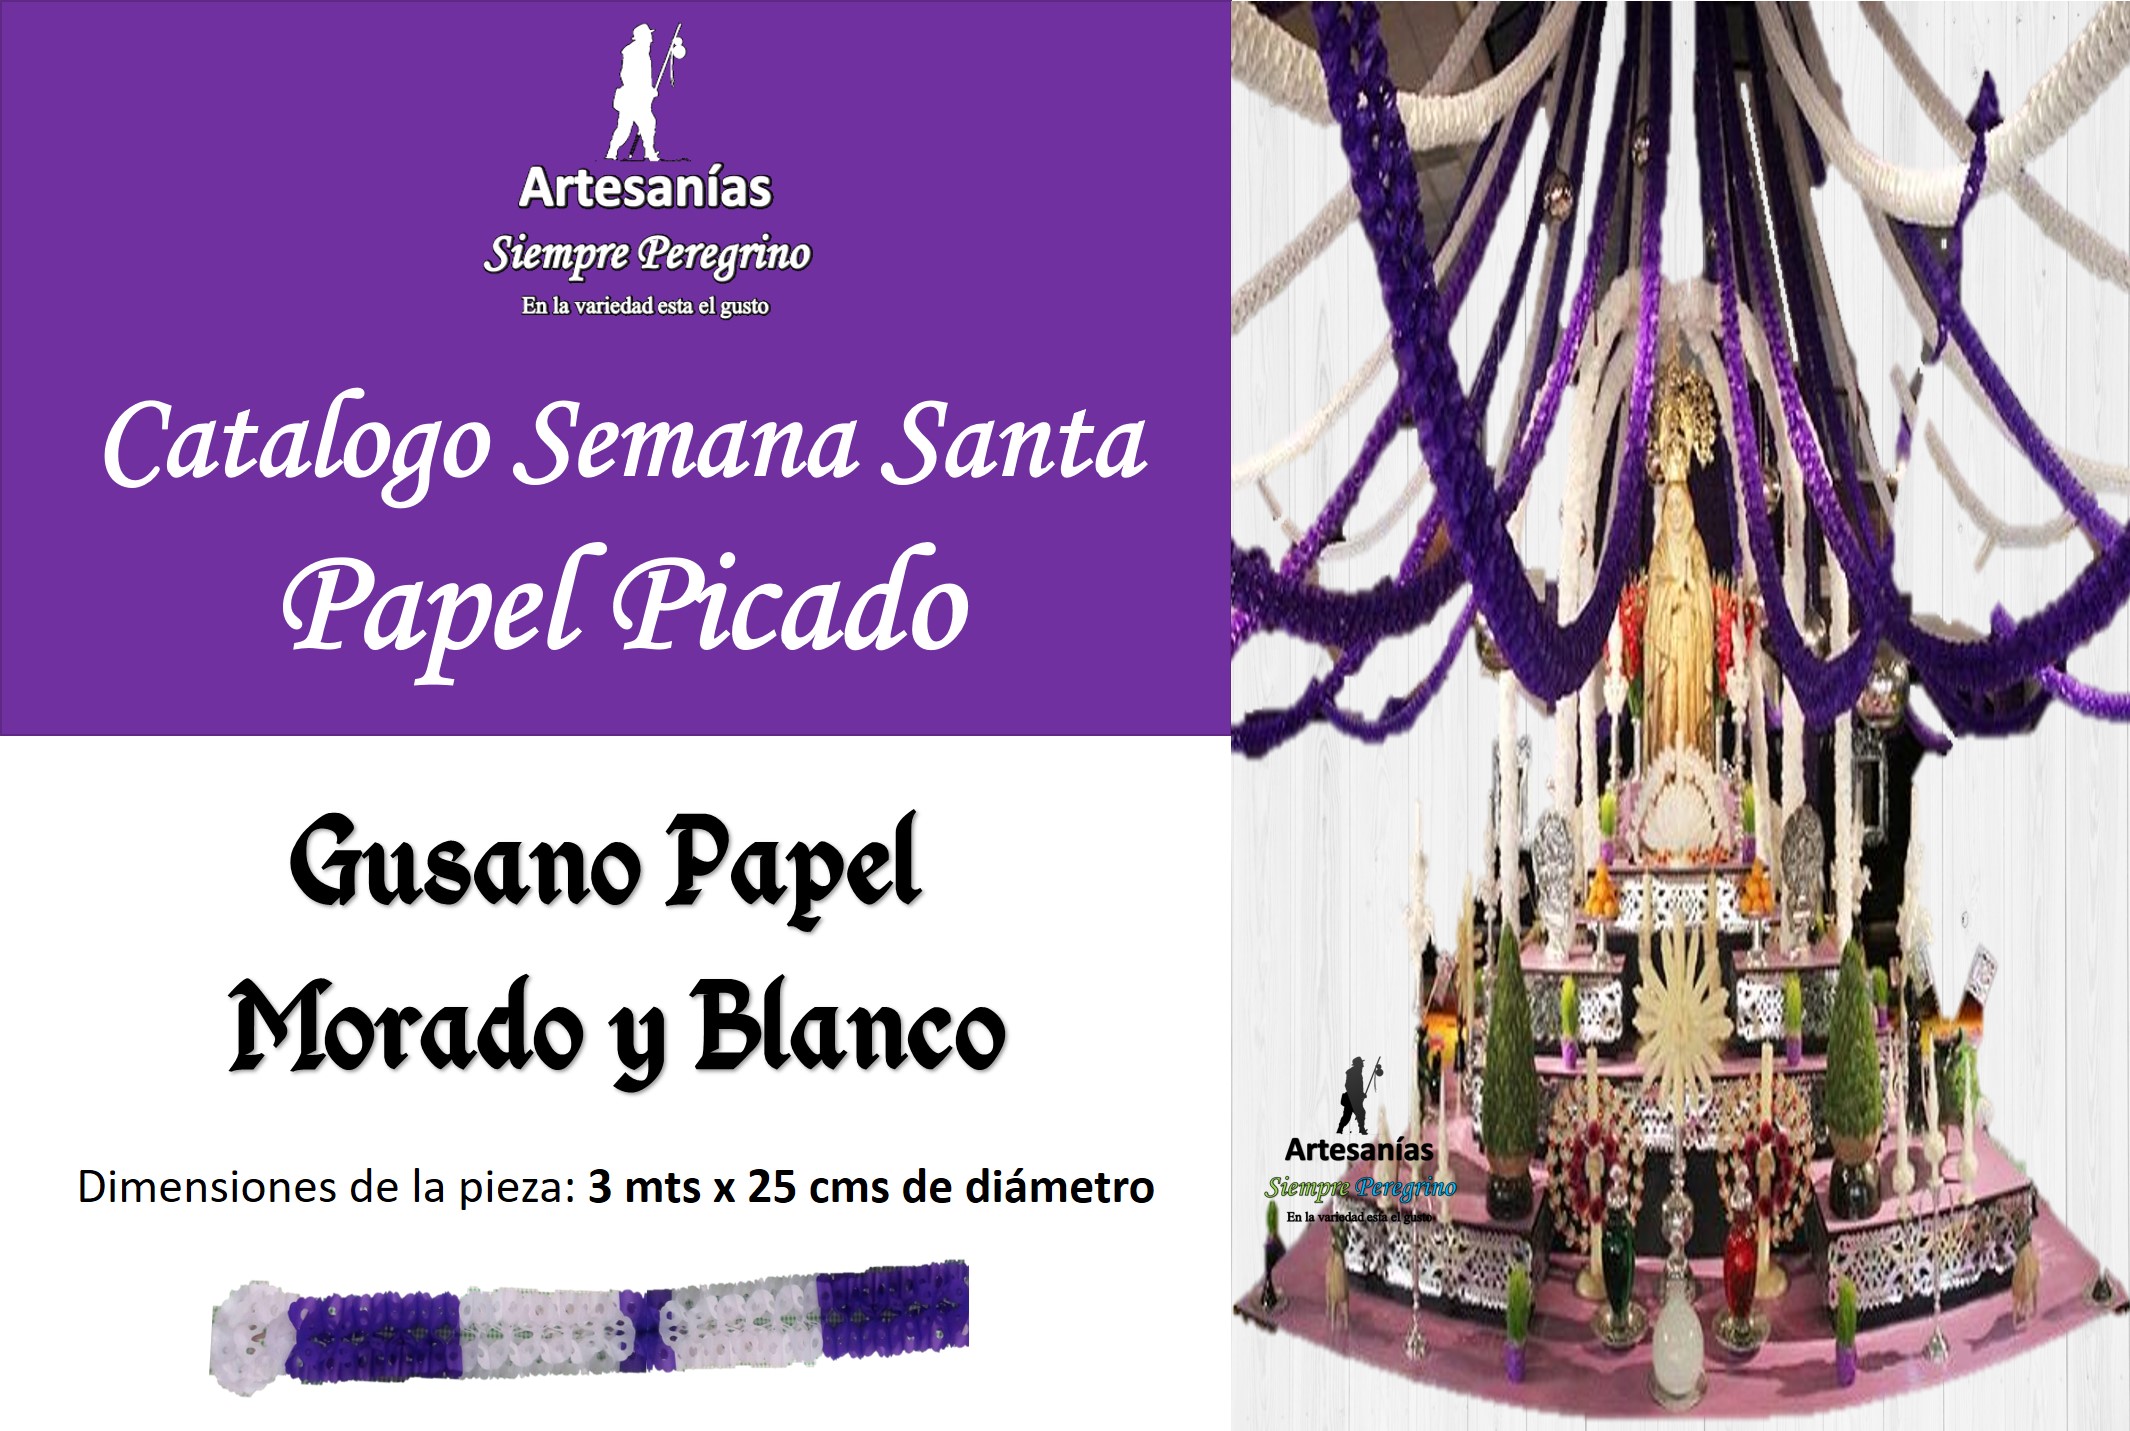 Artesanías
Siempre Peregrino
En la variedad esta el gusto
Catalogo Semana Santa
Papel Picado
Gusano Papel
Morado y Blanco
Dimensiones de la pieza: 3 mts x 25 cms de diámetro
Artesanías
Siempre Peregrino
En la variedad esta el gusto